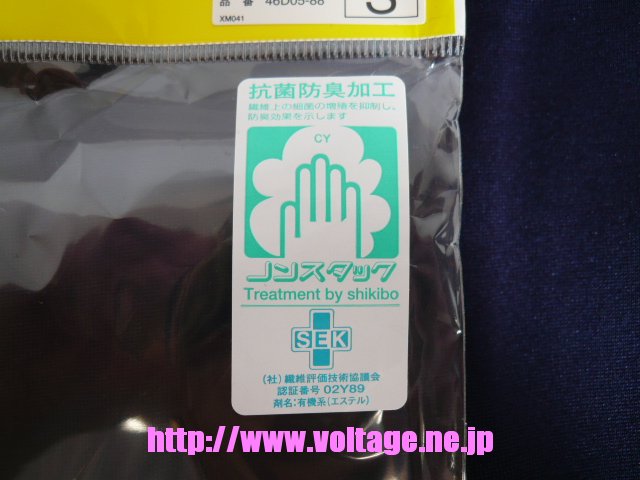 品番 46D05-88
S
XM041
抗菌防臭加工
繊維上の細菌の増殖を抑制し、
防臭効果を示します
CY
ノンスタック
Treatment by shikibo
SEK
(社)繊維評価技術協議会
認証番号 02Y89
剤名:有機系(エステル)
http://www.voltage.ne.jp